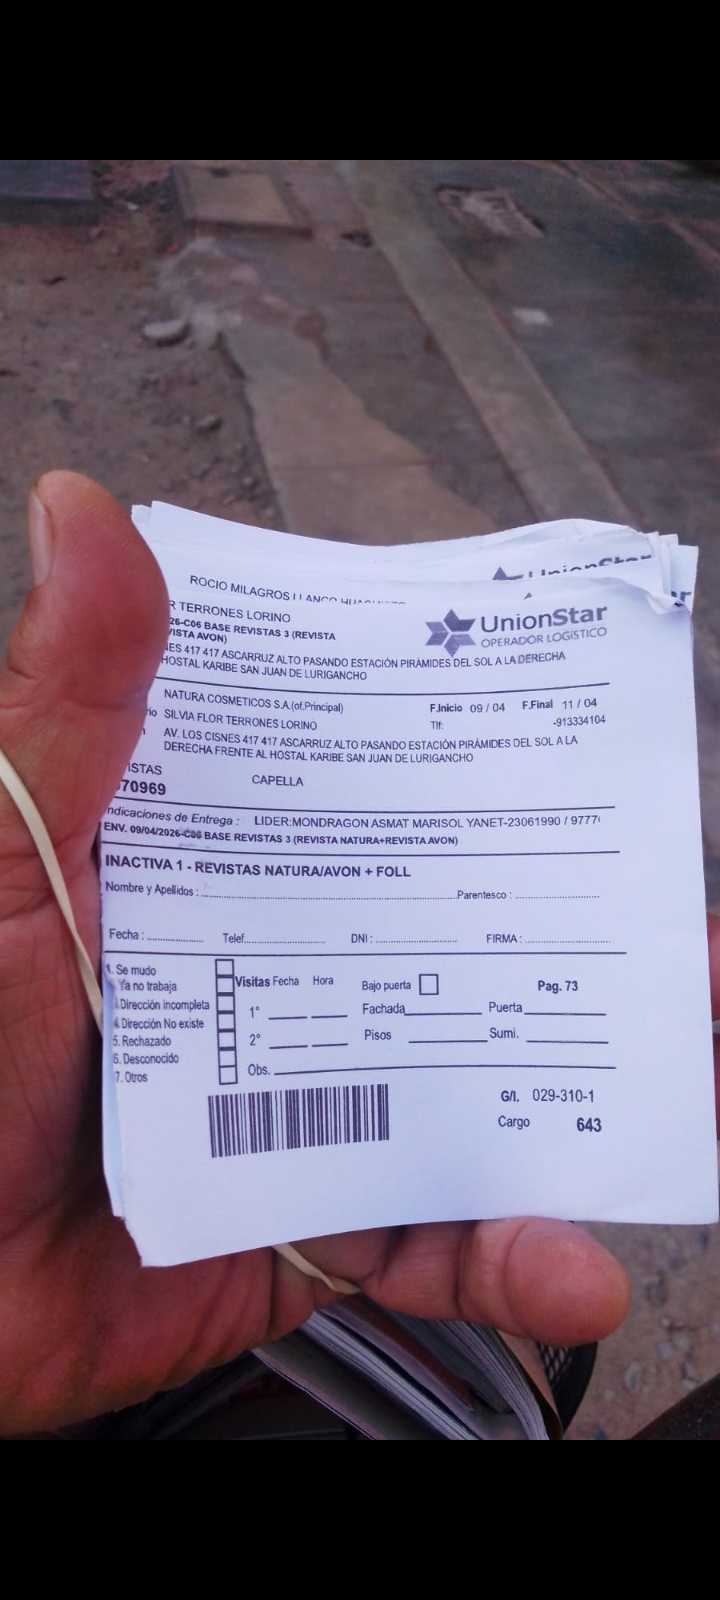 ROCIO MILAGROS LLANCO
UnionStar
R TERRONES LORINO
26-C06 BASE REVISTAS 3 (REVISTA
VISTA AVON)
UnionStar
OPERADOR LOGÍSTICO
NES 417 417 ASCARRUZ ALTO PASANDO ESTACIÓN PIRÁMIDES DEL SOL A LA DERECHA
HOSTAL KARIBE SAN JUAN DE LURIGANCHO
NATURA COSMETICOS S.A.(of.Principal) F.Inicio 09 / 04 F.Final 11 / 04
rio SILVIA FLOR TERRONES LORINO Tlf: -913334104
n AV. LOS CISNES 417 417 ASCARRUZ ALTO PASANDO ESTACIÓN PIRÁMIDES DEL SOL A LA
DERECHA FRENTE AL HOSTAL KARIBE SAN JUAN DE LURIGANCHO
ISTAS CAPELLA
70969
ndicaciones de Entrega : LIDER:MONDRAGON ASMAT MARISOL YANET-23061990 / 9777
ENV. 09/04/2026-C06 BASE REVISTAS 3 (REVISTA NATURA+REVISTA AVON)
INACTIVA 1 - REVISTAS NATURA/AVON + FOLL
Nombre y Apellidos : Parentesco :
Fecha : Telef. DNI : FIRMA :
1. Se mudo
Ya no trabaja
Dirección incompleta
4. Dirección No existe
5. Rechazado
6. Desconocido
7. Otros
Visitas Fecha Hora
1°
2°
Obs.
Bajo puerta Pag. 73
Fachada Puerta
Pisos Sumi.
G/I. 029-310-1
Cargo 643